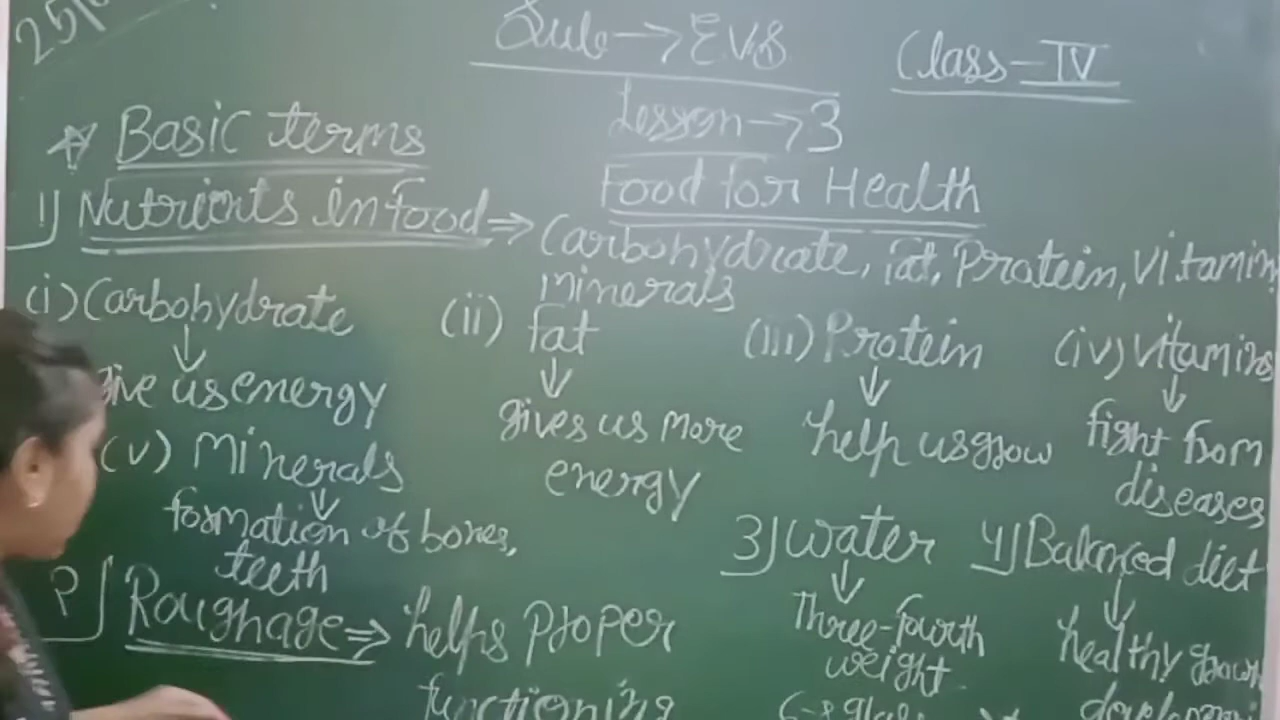 Sub→EVS
Class-IV
Lesson→3
Food for Health
☆ Basic terms
1) Nutrients in food ⇒ Carbohydrate, fat, Protein, Vitamins
minerals
(i) Carbohydrate
↓
give us energy
(ii) fat
↓
gives us more
energy
(iii) Protein
↓
help us grow
(iv) Vitamins
↓
fight from
diseases
(v) Minerals
↓
formation of bones,
teeth
2) Roughage ⇒ helps proper
functioning
3) Water
↓
Three-fourth
weight
6-8
4) Balanced diet
↓
healthy